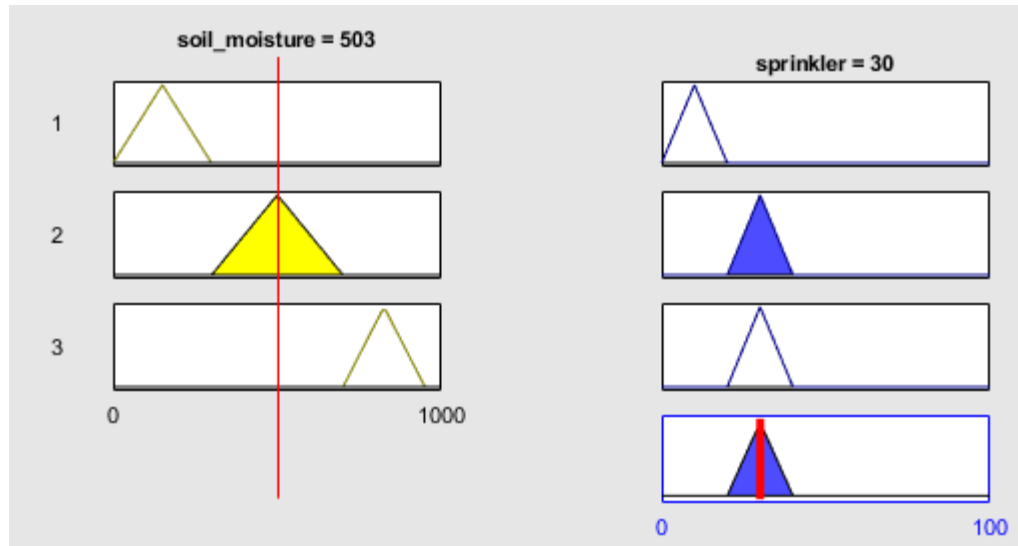 soil_moisture = 503
sprinkler = 30
1
2
3
0 1000
0 100